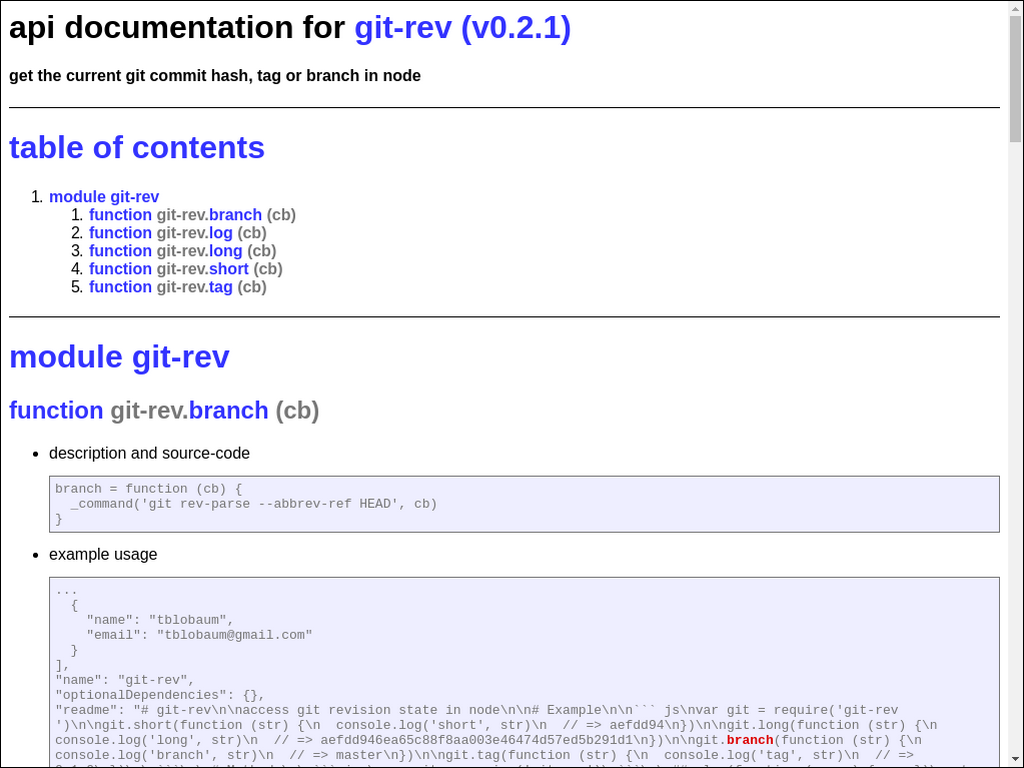 api documentation for git-rev (v0.2.1)
get the current git commit hash, tag or branch in node
table of contents
1. module git-rev
1. function git-rev.branch (cb)
2. function git-rev.log (cb)
3. function git-rev.long (cb)
4. function git-rev.short (cb)
5. function git-rev.tag (cb)
module git-rev
function git-rev.branch (cb)
• description and source-code
branch = function (cb) {
  _command('git rev-parse --abbrev-ref HEAD', cb)
}
• example usage
...
  {
    "name": "tblobaum",
    "email": "tblobaum@gmail.com"
  }
],
"name": "git-rev",
"optionalDependencies": {},
"readme": "# git-rev\n\naccess git revision state in node\n\n# Example\n\n``` js\nvar git = require('git-rev
')\n\ngit.short(function (str) {\n  console.log('short', str)\n  // => aefdd94\n})\n\ngit.long(function (str) {\n
console.log('long', str)\n  // => aefdd946ea65c88f8aa003e46474d57ed5b291d1\n})\n\ngit.branch(function (str) {\n
console.log('branch', str)\n  // => master\n})\n\ngit.tag(function (str) {\n  console.log('tag', str)\n  // =>